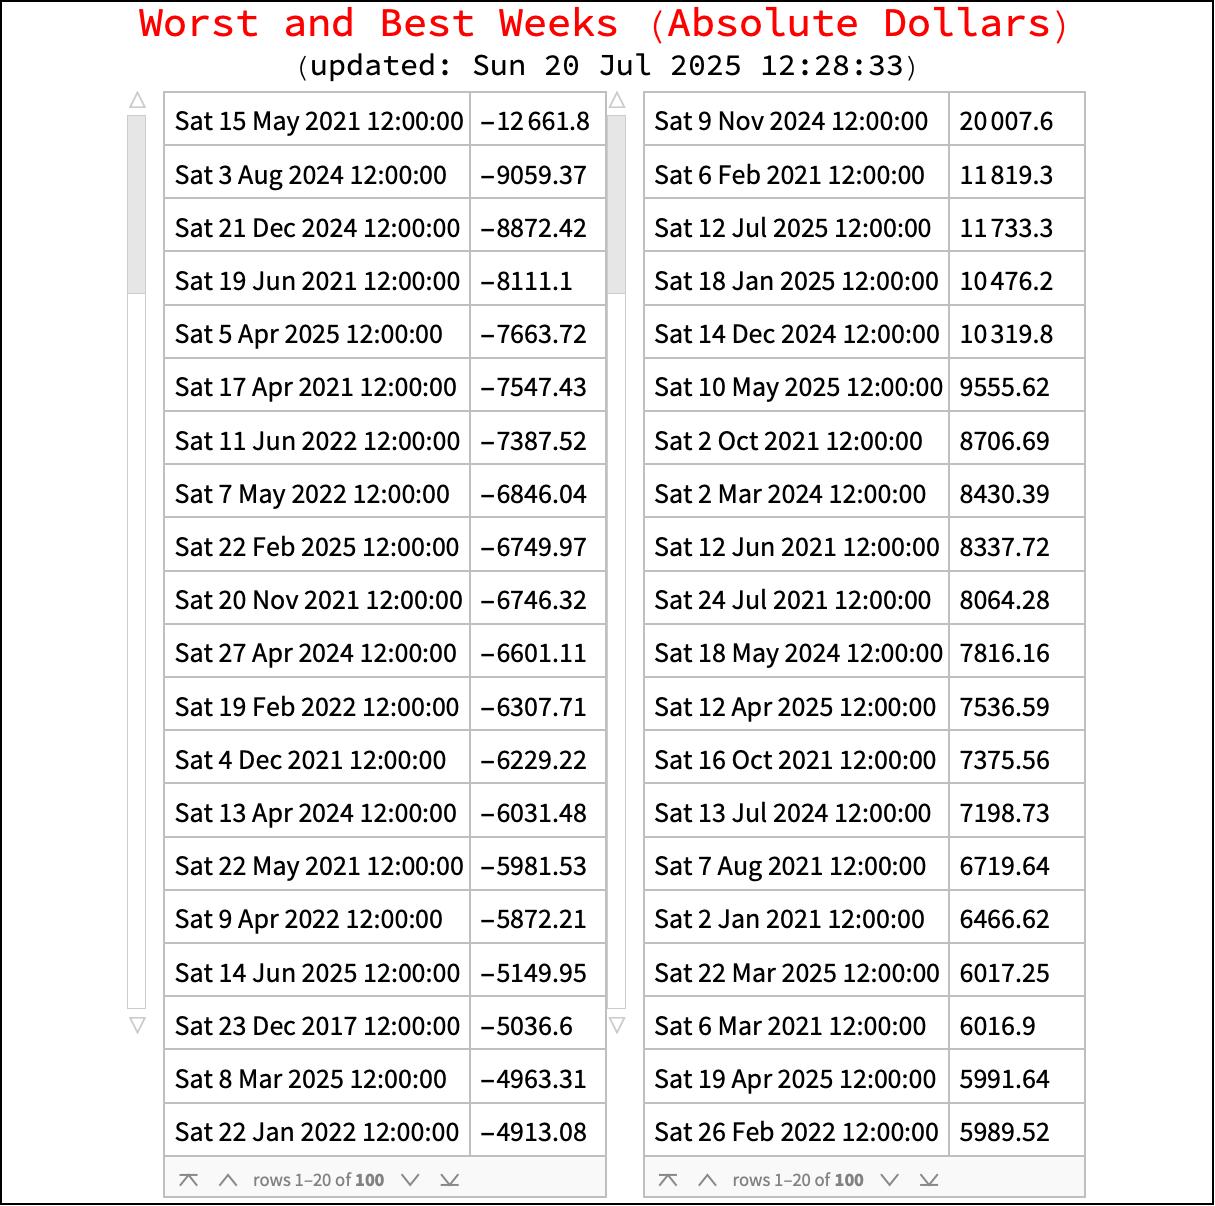 Worst and Best Weeks (Absolute Dollars)
(updated: Sun 20 Jul 2025 12:28:33)
Sat 15 May 2021 12:00:00 −12 661.8 Sat 9 Nov 2024 12:00:00 20 007.6
Sat 3 Aug 2024 12:00:00 −9059.37 Sat 6 Feb 2021 12:00:00 11 819.3
Sat 21 Dec 2024 12:00:00 −8872.42 Sat 12 Jul 2025 12:00:00 11 733.3
Sat 19 Jun 2021 12:00:00 −8111.1 Sat 18 Jan 2025 12:00:00 10 476.2
Sat 5 Apr 2025 12:00:00 −7663.72 Sat 14 Dec 2024 12:00:00 10 319.8
Sat 17 Apr 2021 12:00:00 −7547.43 Sat 10 May 2025 12:00:00 9555.62
Sat 11 Jun 2022 12:00:00 −7387.52 Sat 2 Oct 2021 12:00:00 8706.69
Sat 7 May 2022 12:00:00 −6846.04 Sat 2 Mar 2024 12:00:00 8430.39
Sat 22 Feb 2025 12:00:00 −6749.97 Sat 12 Jun 2021 12:00:00 8337.72
Sat 20 Nov 2021 12:00:00 −6746.32 Sat 24 Jul 2021 12:00:00 8064.28
Sat 27 Apr 2024 12:00:00 −6601.11 Sat 18 May 2024 12:00:00 7816.16
Sat 19 Feb 2022 12:00:00 −6307.71 Sat 12 Apr 2025 12:00:00 7536.59
Sat 4 Dec 2021 12:00:00 −6229.22 Sat 16 Oct 2021 12:00:00 7375.56
Sat 13 Apr 2024 12:00:00 −6031.48 Sat 13 Jul 2024 12:00:00 7198.73
Sat 22 May 2021 12:00:00 −5981.53 Sat 7 Aug 2021 12:00:00 6719.64
Sat 9 Apr 2022 12:00:00 −5872.21 Sat 2 Jan 2021 12:00:00 6466.62
Sat 14 Jun 2025 12:00:00 −5149.95 Sat 22 Mar 2025 12:00:00 6017.25
Sat 23 Dec 2017 12:00:00 −5036.6 Sat 6 Mar 2021 12:00:00 6016.9
Sat 8 Mar 2025 12:00:00 −4963.31 Sat 19 Apr 2025 12:00:00 5991.64
Sat 22 Jan 2022 12:00:00 −4913.08 Sat 26 Feb 2022 12:00:00 5989.52
rows 1–20 of 100 rows 1–20 of 100